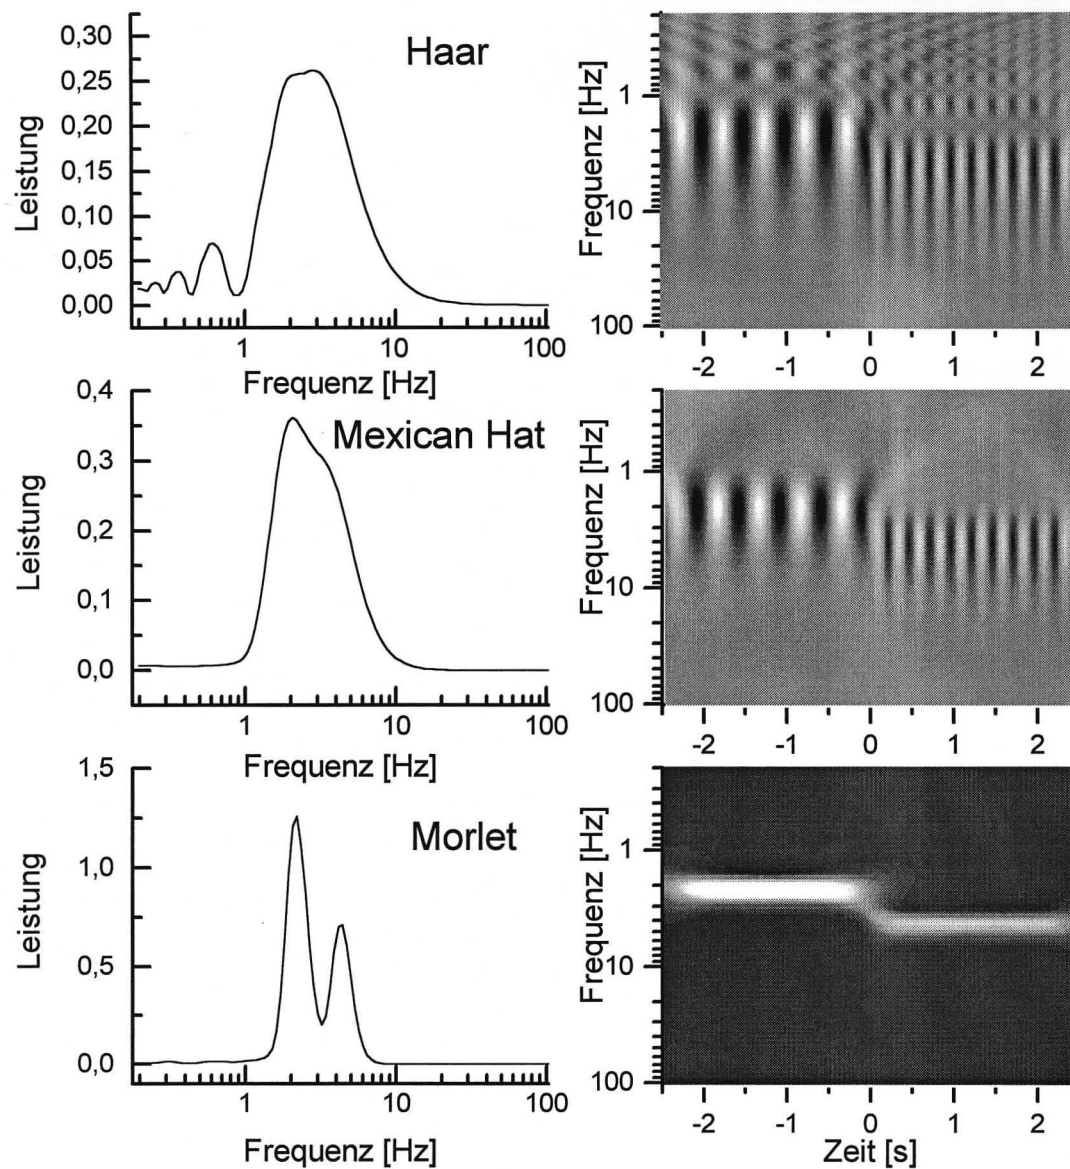 Haar
Leistung
0,30
0,25
0,20
0,15
0,10
0,05
0,00
1 10 100
Frequenz [Hz]
Frequenz [Hz]
1
10
100
-2 -1 0 1 2
Mexican Hat
Leistung
0,4
0,3
0,2
0,1
0,0
1 10 100
Frequenz [Hz]
Frequenz [Hz]
1
10
100
-2 -1 0 1 2
Morlet
Leistung
1,5
1,0
0,5
0,0
1 10 100
Frequenz [Hz]
Frequenz [Hz]
1
10
100
-2 -1 0 1 2
Zeit [s]